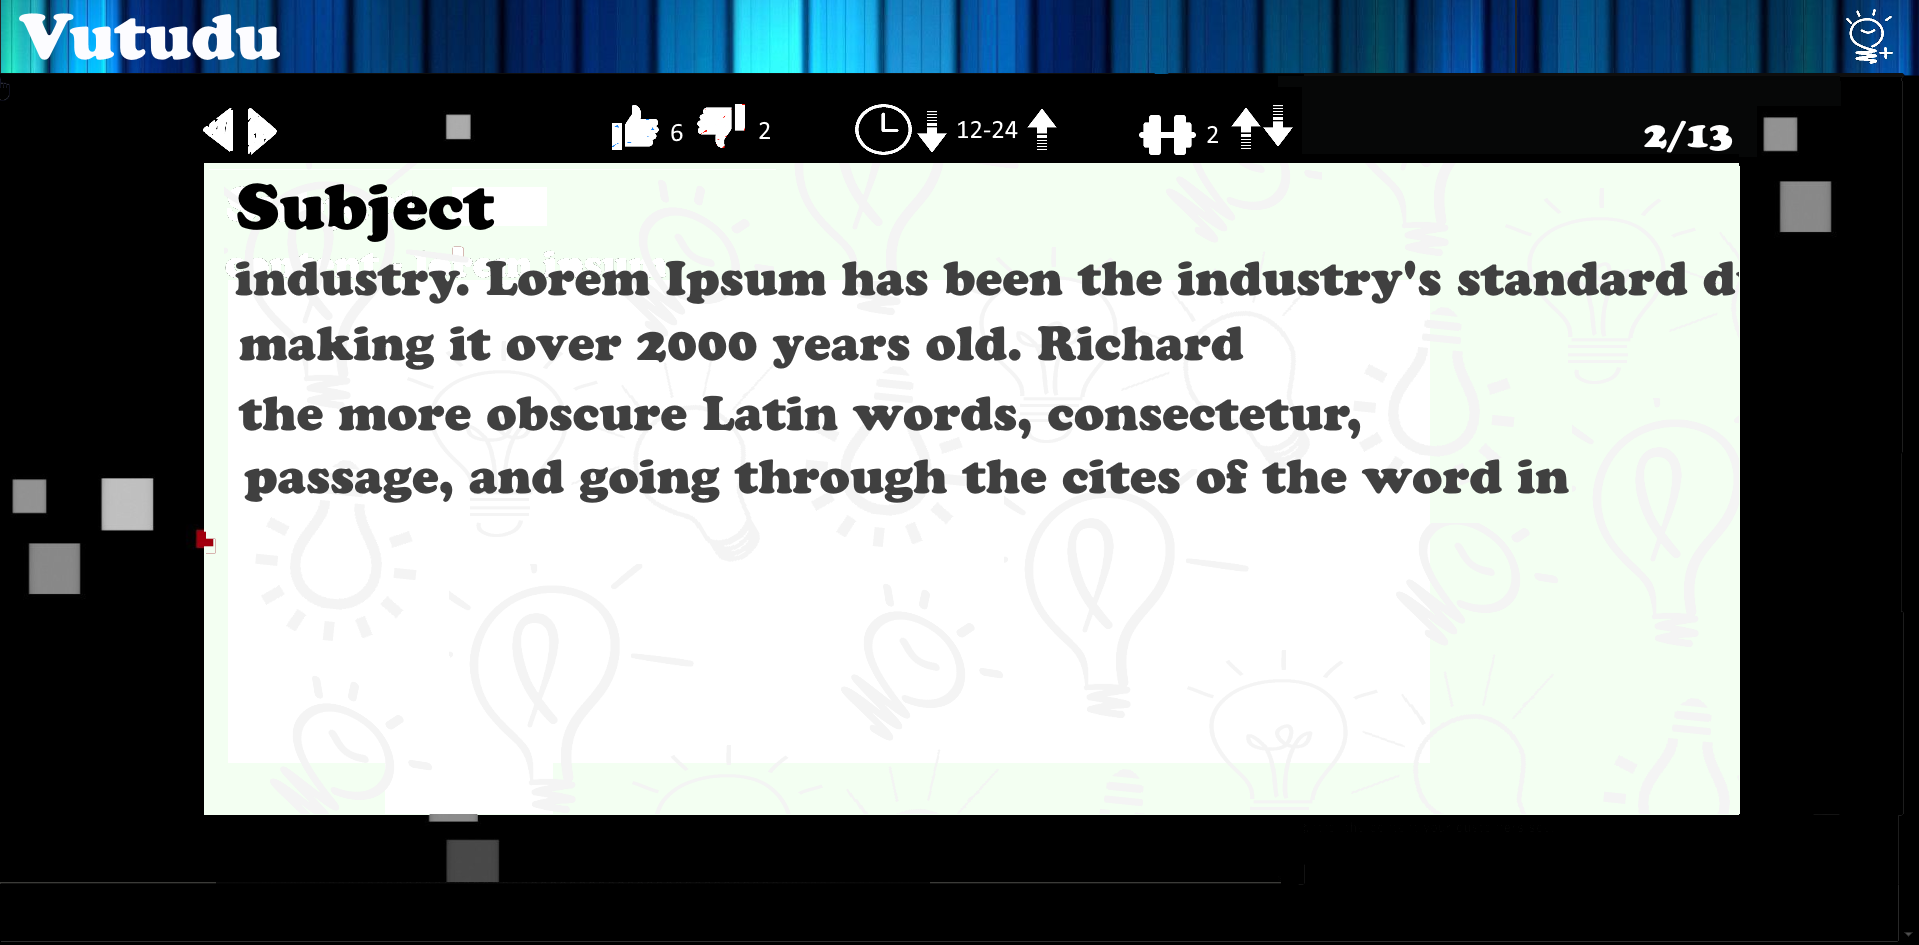 Vutudu
6 2 12-24 2 2/13
Subject
industry. Lorem Ipsum has been the industry's standard
making it over 2000 years old. Richard
the more obscure Latin words, consectetur,
passage, and going through the cites of the word in